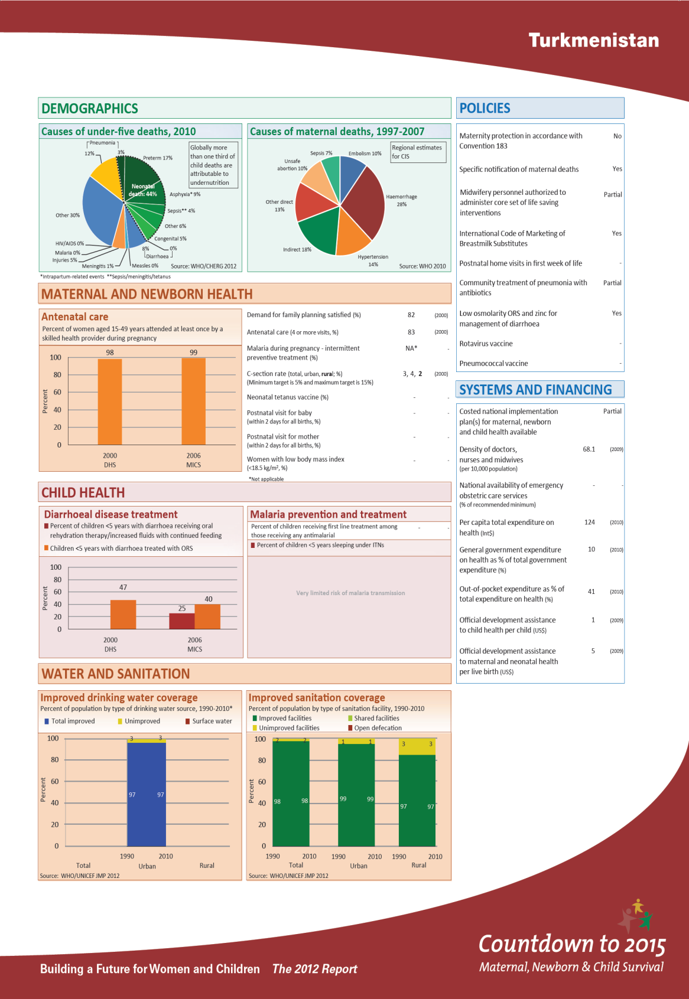 Turkmenistan
DEMOGRAPHICS
Causes of under-five deaths, 2010
Globally more
than one third of
child deaths are
attributable to
undernutrition
Pneumonia
12%
3%
Preterm 17%
Neonatal
death: 44%
Asphyxia* 9%
Sepsis** 4%
Other 6%
Congenital 5%
0%
8%
Diarrhoea
Measles 0%
Meningitis 1%
Injuries 5%
Malaria 0%
HIV/AIDS 0%
Other 30%
Source: WHO/CHERG 2012
*Intrapartum-related events **Sepsis/meningitis/tetanus
Causes of maternal deaths, 1997-2007
Regional estimates
for CIS
Sepsis 7%
Embolism 10%
Unsafe
abortion 10%
Haemorrhage
28%
Other direct
13%
Indirect 18%
Hypertension
14%
Source: WHO 2010
MATERNAL AND NEWBORN HEALTH
Antenatal care
Percent of women aged 15-49 years attended at least once by a
skilled health provider during pregnancy
Percent
100
80
60
40
20
0
98
99
2000
DHS
2006
MICS
Demand for family planning satisfied (%) 82 (2000)
Antenatal care (4 or more visits, %) 83 (2000)
Malaria during pregnancy - intermittent NA* -
preventive treatment (%)
C-section rate (total, urban, rural; %) 3, 4, 2 (2000)
(Minimum target is 5% and maximum target is 15%)
Neonatal tetanus vaccine (%) - -
Postnatal visit for baby - -
(within 2 days for all births, %)
Postnatal visit for mother - -
(within 2 days for all births, %)
Women with low body mass index - -
(<18.5 kg/m², %)
*Not applicable
CHILD HEALTH
Diarrhoeal disease treatment
Percent of children <5 years with diarrhoea receiving oral
rehydration therapy/increased fluids with continued feeding
Children <5 years with diarrhoea treated with ORS
Percent
100
80
60
40
20
0
47
25
40
2000
DHS
2006
MICS
Malaria prevention and treatment
Percent of children receiving first line treatment among - -
those receiving any antimalarial
Percent of children <5 years sleeping under ITNs
Very limited risk of malaria transmission
WATER AND SANITATION
Improved drinking water coverage
Percent of population by type of drinking water source, 1990-2010*
Total improved Unimproved Surface water
Percent
100
80
60
40
20
0
3 3
97 97
1990 2010
Total Urban Rural
Source: WHO/UNICEF JMP 2012
Improved sanitation coverage
Percent of population by type of sanitation facility, 1990-2010
Improved facilities Shared facilities
Unimproved facilities Open defecation
Percent
100
80
60
40
20
0
2 2 1 1 3 3
98 98 99 99 97 97
1990 2010 1990 2010 1990 2010
Total Urban Rural
Source: WHO/UNICEF JMP 2012
POLICIES
Maternity protection in accordance with No
Convention 183
Specific notification of maternal deaths Yes
Midwifery personnel authorized to Partial
administer core set of life saving
interventions
International Code of Marketing of Yes
Breastmilk Substitutes
Postnatal home visits in first week of life -
Community treatment of pneumonia with Partial
antibiotics
Low osmolarity ORS and zinc for Yes
management of diarrhoea
Rotavirus vaccine -
Pneumococcal vaccine -
SYSTEMS AND FINANCING
Costed national implementation Partial
plan(s) for maternal, newborn
and child health available
Density of doctors, 68.1 (2009)
nurses and midwives
(per 10,000 population)
National availability of emergency - -
obstetric care services
(% of recommended minimum)
Per capita total expenditure on 124 (2010)
health (Int$)
General government expenditure 10 (2010)
on health as % of total government
expenditure (%)
Out-of-pocket expenditure as % of 41 (2010)
total expenditure on health (%)
Official development assistance 1 (2009)
to child health per child (US$)
Official development assistance 5 (2009)
to maternal and neonatal health
per live birth (US$)
Building a Future for Women and Children The 2012 Report
Countdown to 2015
Maternal, Newborn & Child Survival